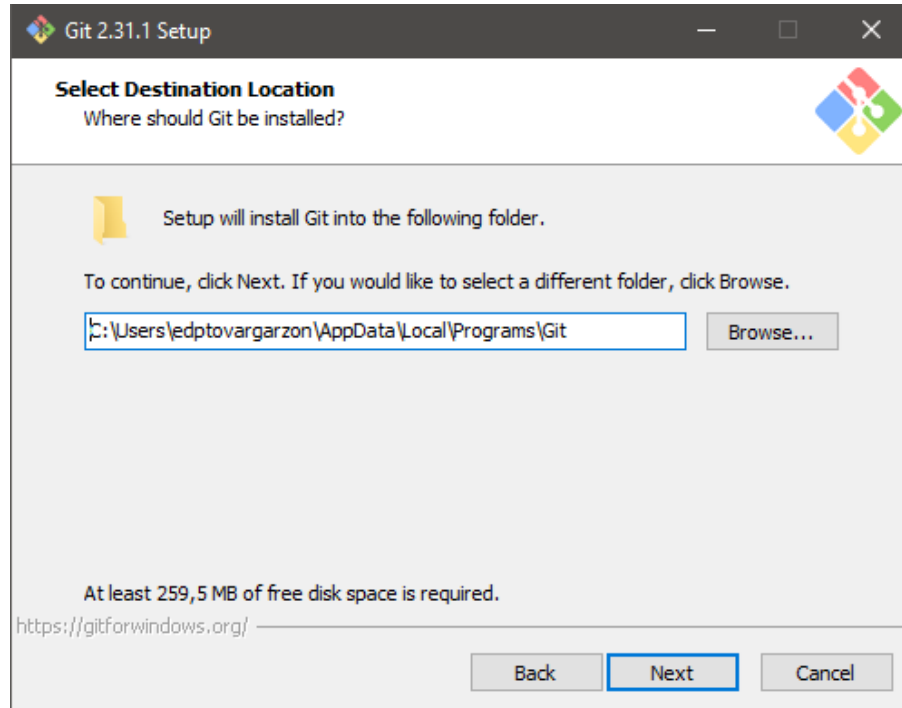 Git 2.31.1 Setup
Select Destination Location
Where should Git be installed?
Setup will install Git into the following folder.
To continue, click Next. If you would like to select a different folder, click Browse.
C:\Users\edptovargarzon\AppData\Local\Programs\Git
Browse...
At least 259,5 MB of free disk space is required.
https://gitforwindows.org/
Back
Next
Cancel